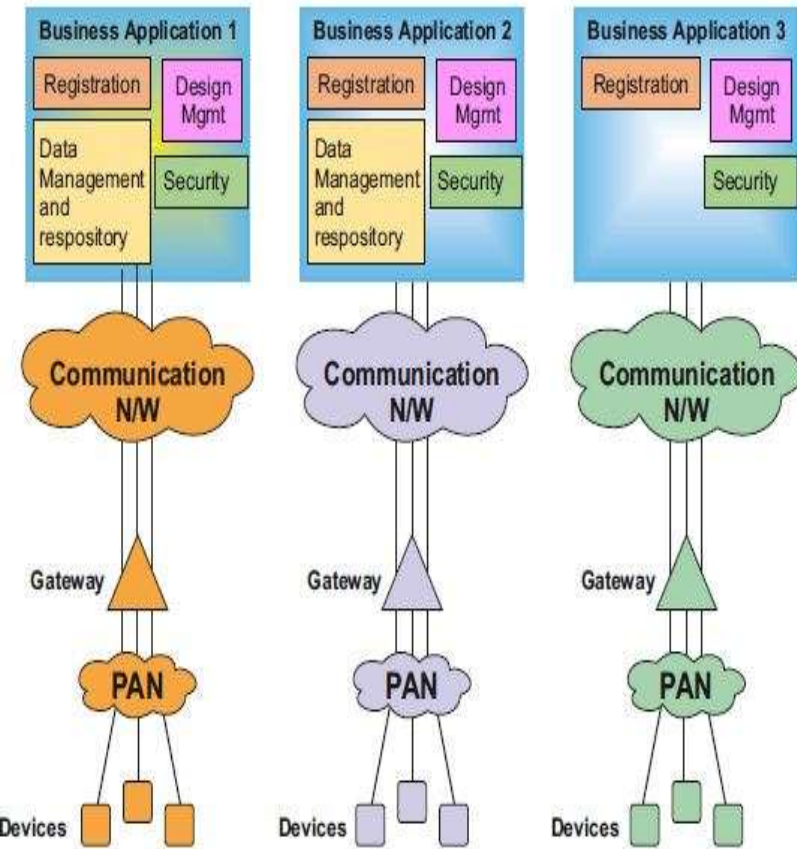 Business Application 1
Registration
Design
Mgmt
Data
Management
and
respository
Security
Communication
N/W
Gateway
PAN
Devices
Business Application 2
Registration
Design
Mgmt
Data
Management
and
respository
Security
Communication
N/W
Gateway
PAN
Devices
Business Application 3
Registration
Design
Mgmt
Security
Communication
N/W
Gateway
PAN
Devices